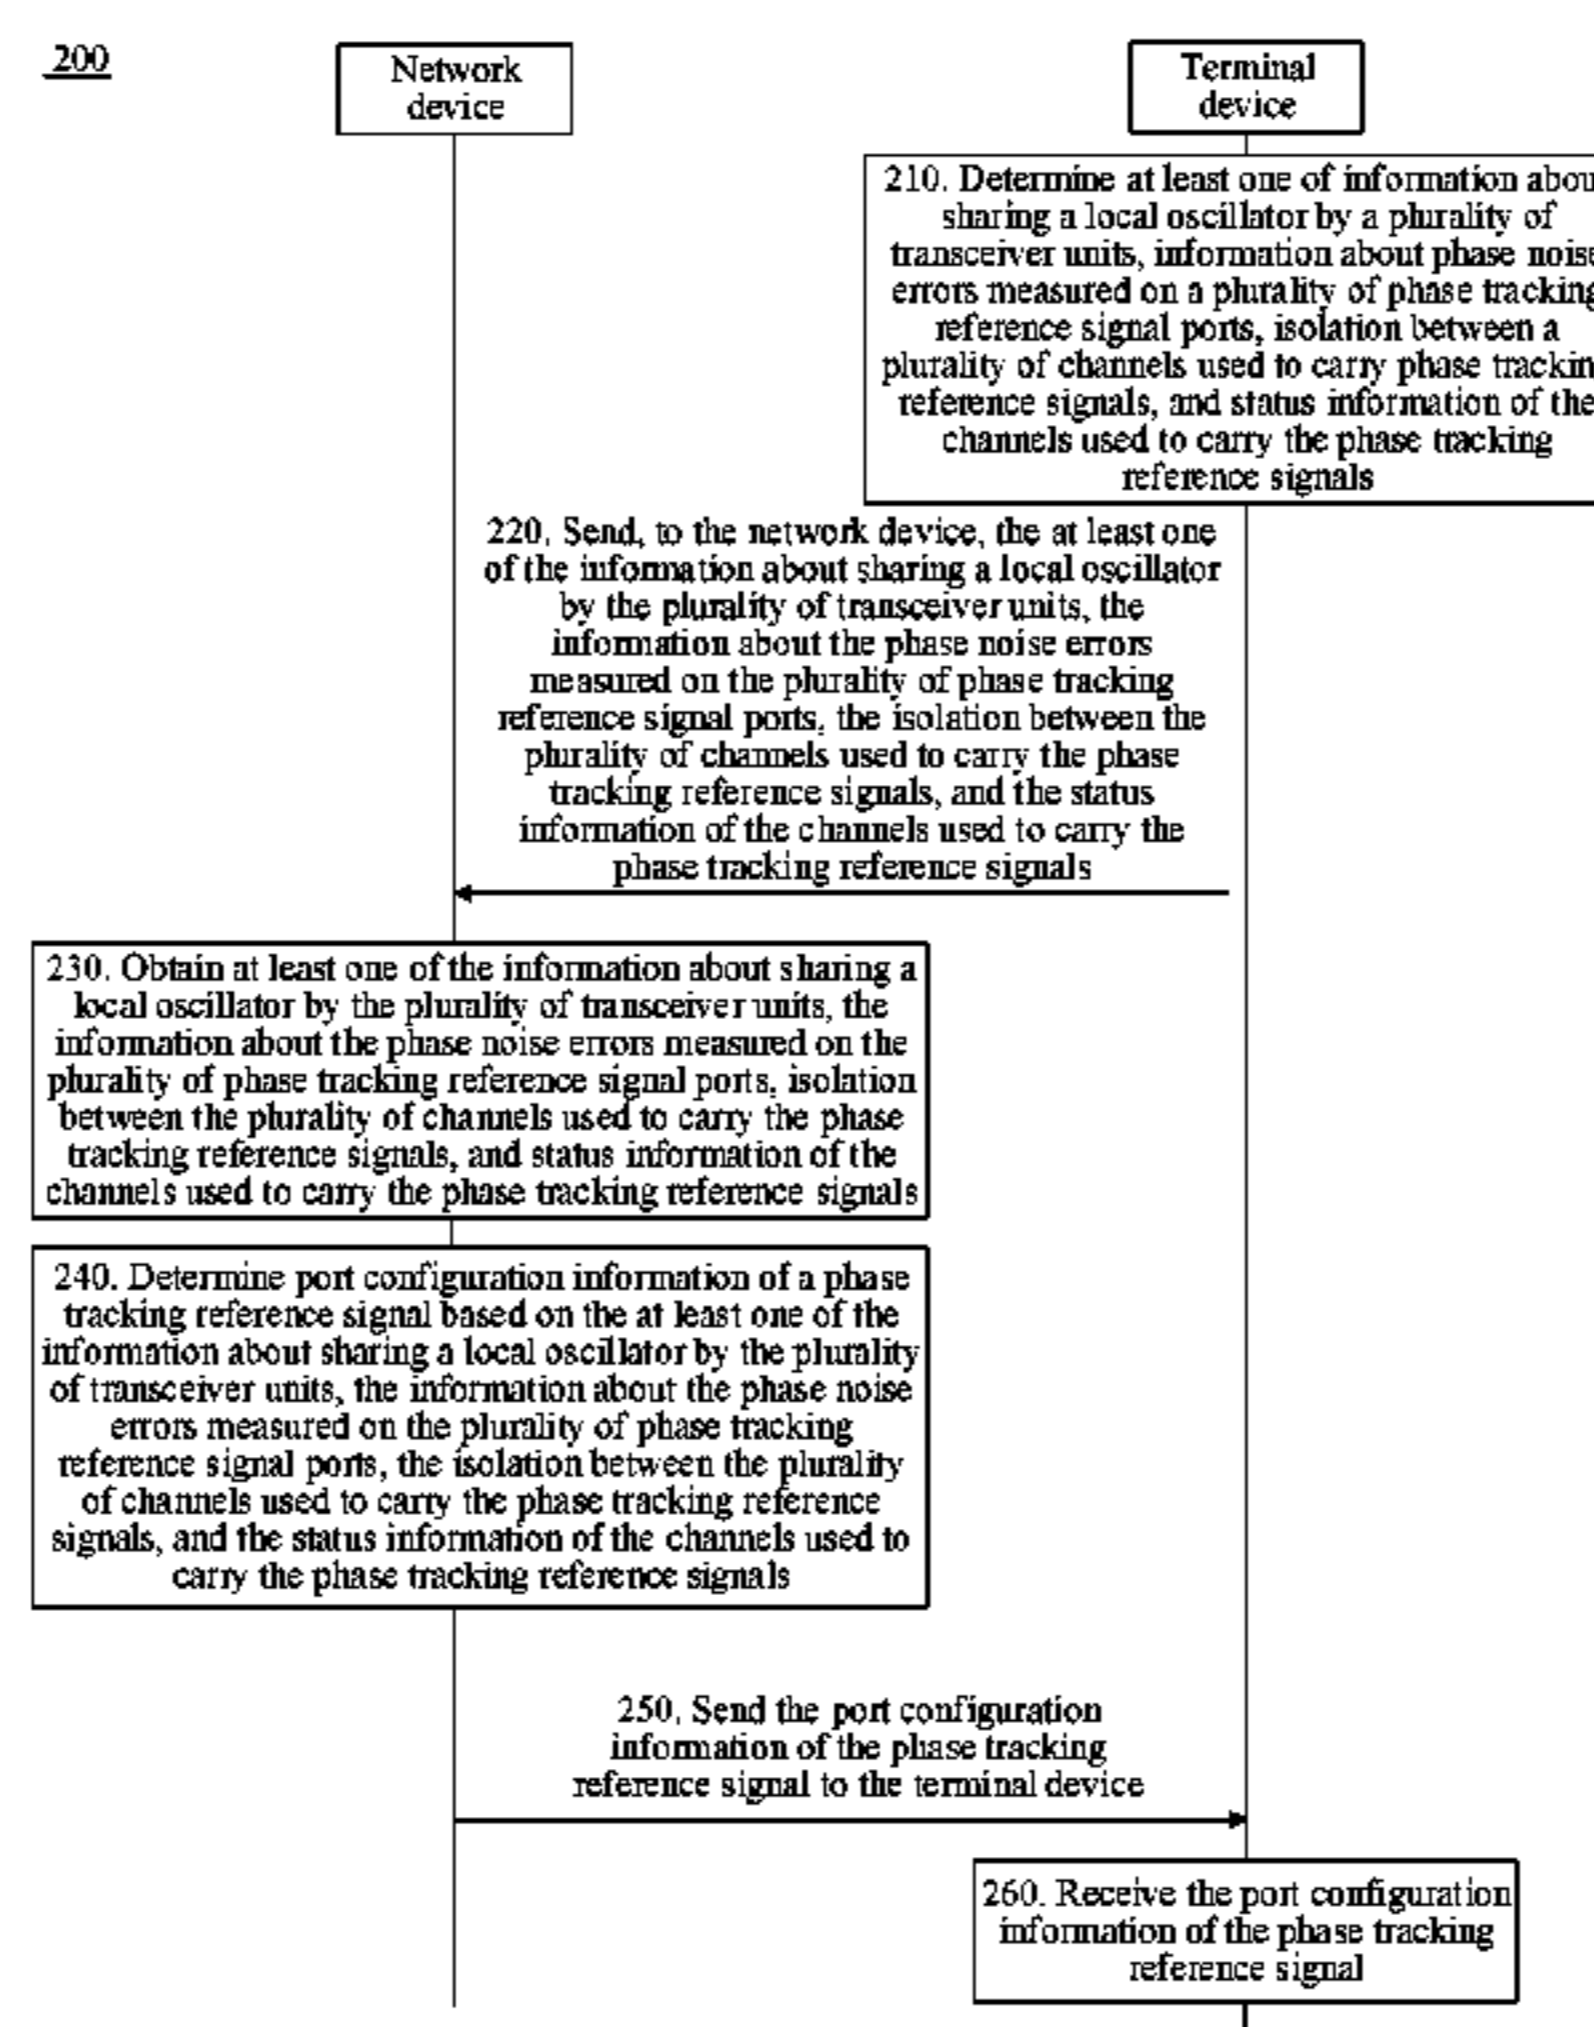 200
Network
device
Terminal
device
210. Determine at least one of information abou
sharing a local oscillator by a plurality of
transceiver units, information about phase noise
errors measured on a plurality of phase tracking
reference signal ports, isolation between a
plurality of channels used to carry phase trackin
reference signals, and status information of the
channels used to carry the phase tracking
reference signals
220. Send, to the network device, the at least one
of the information about sharing a local oscillator
by the plurality of transceiver units, the
information about the phase noise errors
measured on the plurality of phase tracking
reference signal ports, the isolation between the
plurality of channels used to carry the phase
tracking reference signals, and the status
information of the channels used to carry the
phase tracking reference signals
230. Obtain at least one of the information about sharing a
local oscillator by the plurality of transceiver units, the
information about the phase noise errors measured on the
plurality of phase tracking reference signal ports, isolation
between the plurality of channels used to carry the phase
tracking reference signals, and status information of the
channels used to carry the phase tracking reference signals
240. Determine port configuration information of a phase
tracking reference signal based on the at least one of the
information about sharing a local oscillator by the plurality
of transceiver units, the information about the phase noise
errors measured on the plurality of phase tracking
reference signal ports, the isolation between the plurality
of channels used to carry the phase tracking reference
signals, and the status information of the channels used to
carry the phase tracking reference signals
250. Send the port configuration
information of the phase tracking
reference signal to the terminal device
260. Receive the port configuration
information of the phase tracking
reference signal